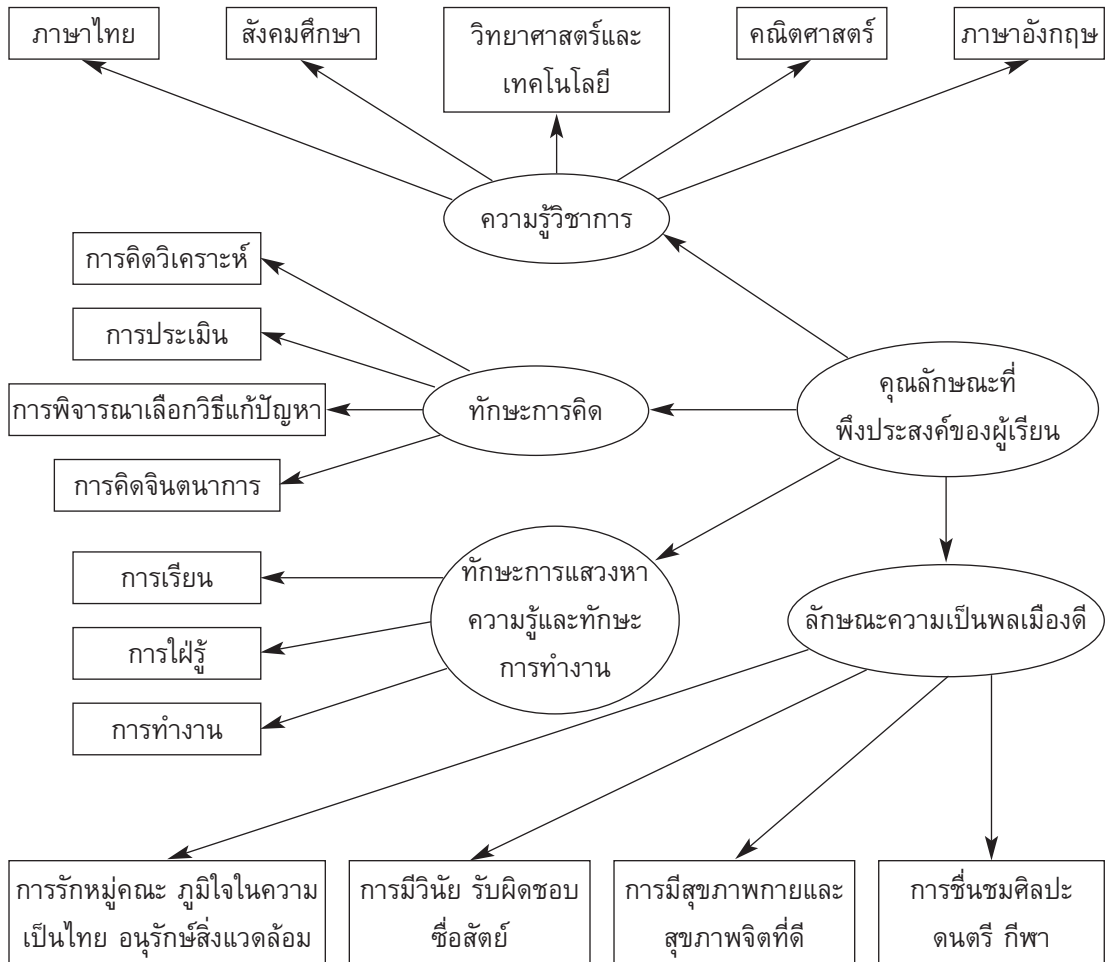 ภาษาไทย
สังคมศึกษา
วิทยาศาสตร์และ
เทคโนโลยี
คณิตศาสตร์
ภาษาอังกฤษ
ความรู้วิชาการ
การคิดวิเคราะห์
การประเมิน
การพิจารณาเลือกวิธีแก้ปัญหา
การคิดจินตนาการ
ทักษะการคิด
คุณลักษณะที่
พึงประสงค์ของผู้เรียน
การเรียน
การใฝ่รู้
การทำงาน
ทักษะการแสวงหา
ความรู้และทักษะ
การทำงาน
ลักษณะความเป็นพลเมืองดี
การรักหมู่คณะ ภูมิใจในความ
เป็นไทย อนุรักษ์สิ่งแวดล้อม
การมีวินัย รับผิดชอบ
ซื่อสัตย์
การมีสุขภาพกายและ
สุขภาพจิตที่ดี
การชื่นชมศิลปะ
ดนตรี กีฬา